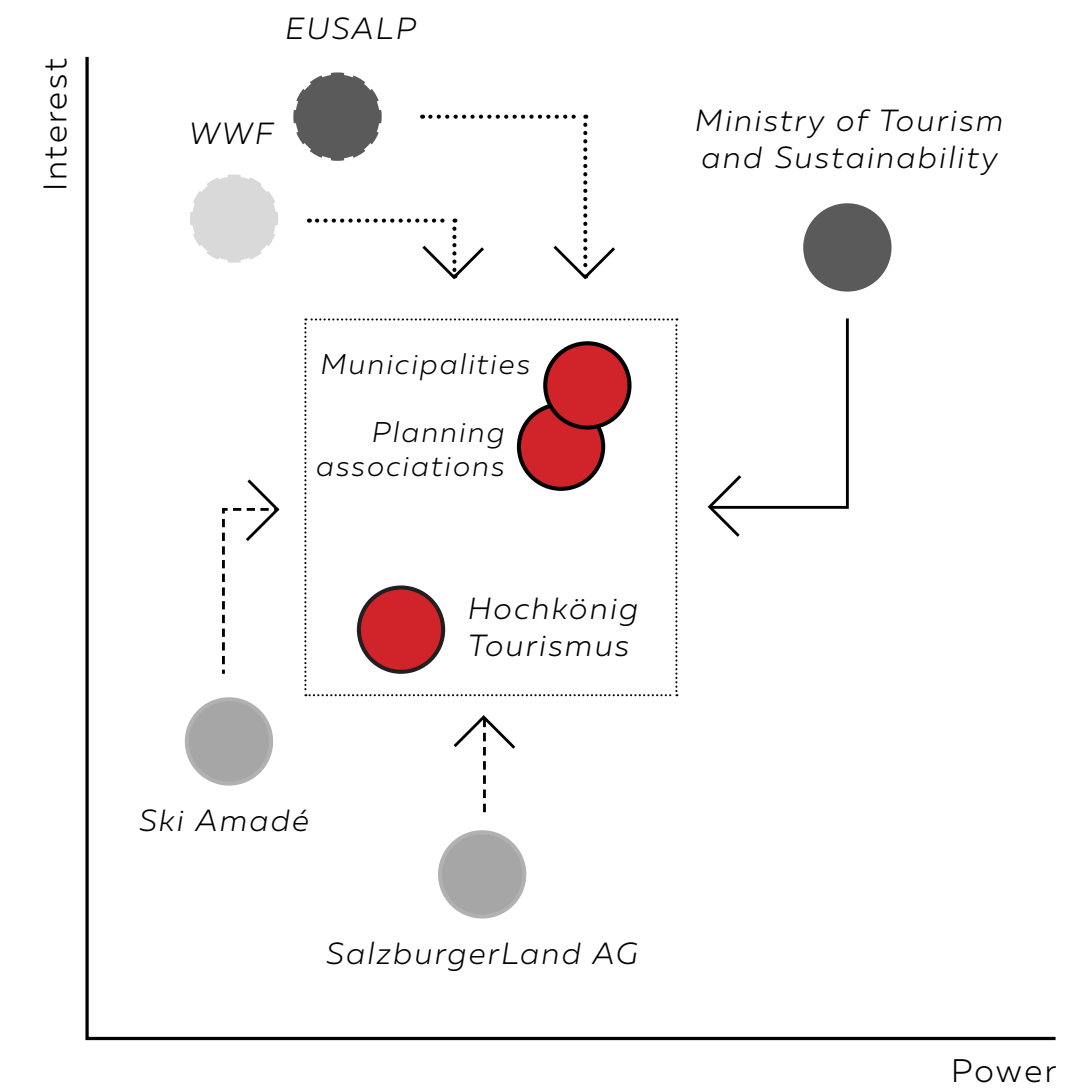 EUSALP
Interest
WWF
Ministry of Tourism
and Sustainability
Municipalities
Planning
associations
Hochkönig
Tourismus
Ski Amadé
SalzburgerLand AG
Power